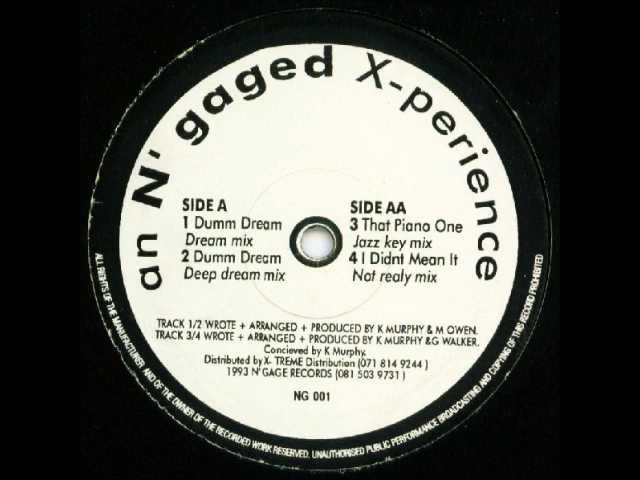 an N' gaged X-perience
SIDE A
1 Dumm Dream
Dream mix
2 Dumm Dream
Deep dream mix
SIDE AA
3 That Piano One
Jazz key mix
4 I Didnt Mean It
Not realy mix
TRACK 1/2 WROTE + ARRANGED + PRODUCED BY K MURPHY & M OWEN.
TRACK 3/4 WROTE + ARRANGED + PRODUCED BY K MURPHY &G WALKER.
Concieved by K Murphy.
Distributed by X- TREME Distribution (071 814 9244 )
1993 N' GAGE RECORDS (081 503 9731 )
NG 001
ALL RIGHTS OF THE MANUFACTURER AND OF THE OWNER OF THE RECORDED WORK RESERVED. UNAUTHORISED PUBLIC PERFORMANCE BROADCASTING AND COPYING OF THIS RECORD PROHIBITED